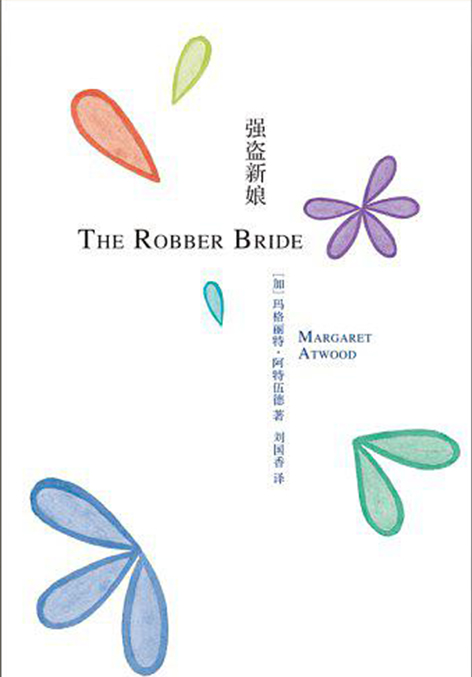 强盗新娘
THE ROBBER BRIDE
[加]玛格丽特·阿特伍德 著
刘国香 译
MARGARET
ATWOOD